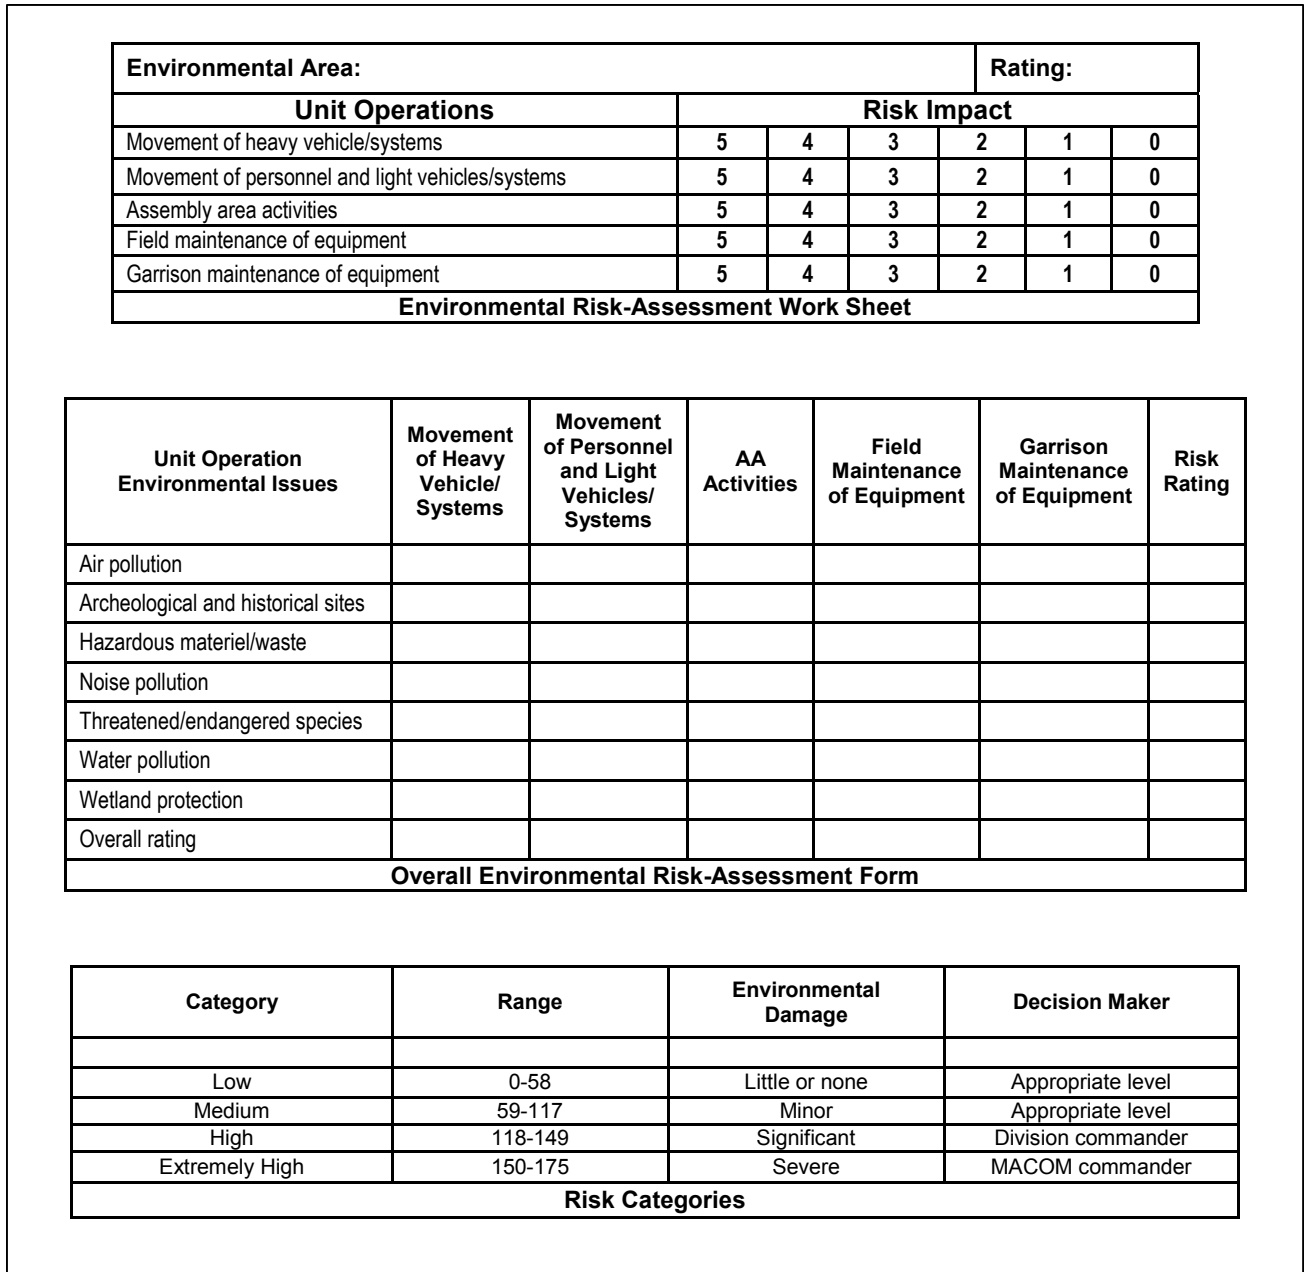 Environmental Area: Rating:
Unit Operations Risk Impact
Movement of heavy vehicle/systems 5 4 3 2 1 0
Movement of personnel and light vehicles/systems 5 4 3 2 1 0
Assembly area activities 5 4 3 2 1 0
Field maintenance of equipment 5 4 3 2 1 0
Garrison maintenance of equipment 5 4 3 2 1 0
Environmental Risk-Assessment Work Sheet
Unit Operation
Environmental Issues
Movement
of Heavy
Vehicle/
Systems
Movement
of Personnel
and Light
Vehicles/
Systems
AA
Activities
Field
Maintenance
of Equipment
Garrison
Maintenance
of Equipment
Risk
Rating
Air pollution
Archeological and historical sites
Hazardous materiel/waste
Noise pollution
Threatened/endangered species
Water pollution
Wetland protection
Overall rating
Overall Environmental Risk-Assessment Form
Category Range Environmental
Damage Decision Maker
Low 0-58 Little or none Appropriate level
Medium 59-117 Minor Appropriate level
High 118-149 Significant Division commander
Extremely High 150-175 Severe MACOM commander
Risk Categories